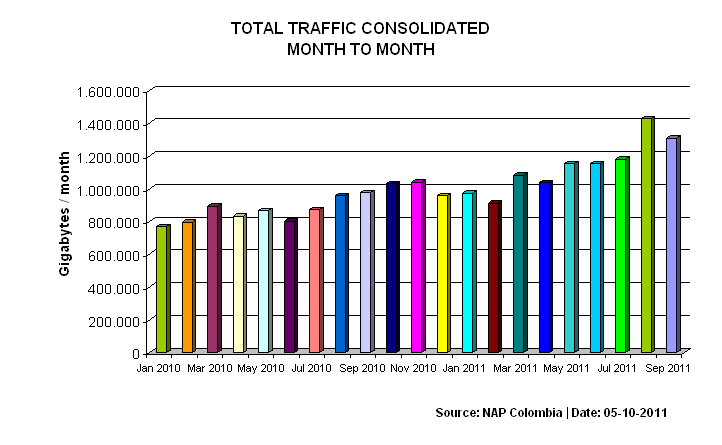 TOTAL TRAFFIC CONSOLIDATED
MONTH TO MONTH
Gigabytes / month
1.600.000
1.400.000
1.200.000
1.000.000
800.000
600.000
400.000
200.000
0
Jan 2010 Mar 2010 May 2010 Jul 2010 Sep 2010 Nov 2010 Jan 2011 Mar 2011 May 2011 Jul 2011 Sep 2011
Source: NAP Colombia | Date: 05-10-2011